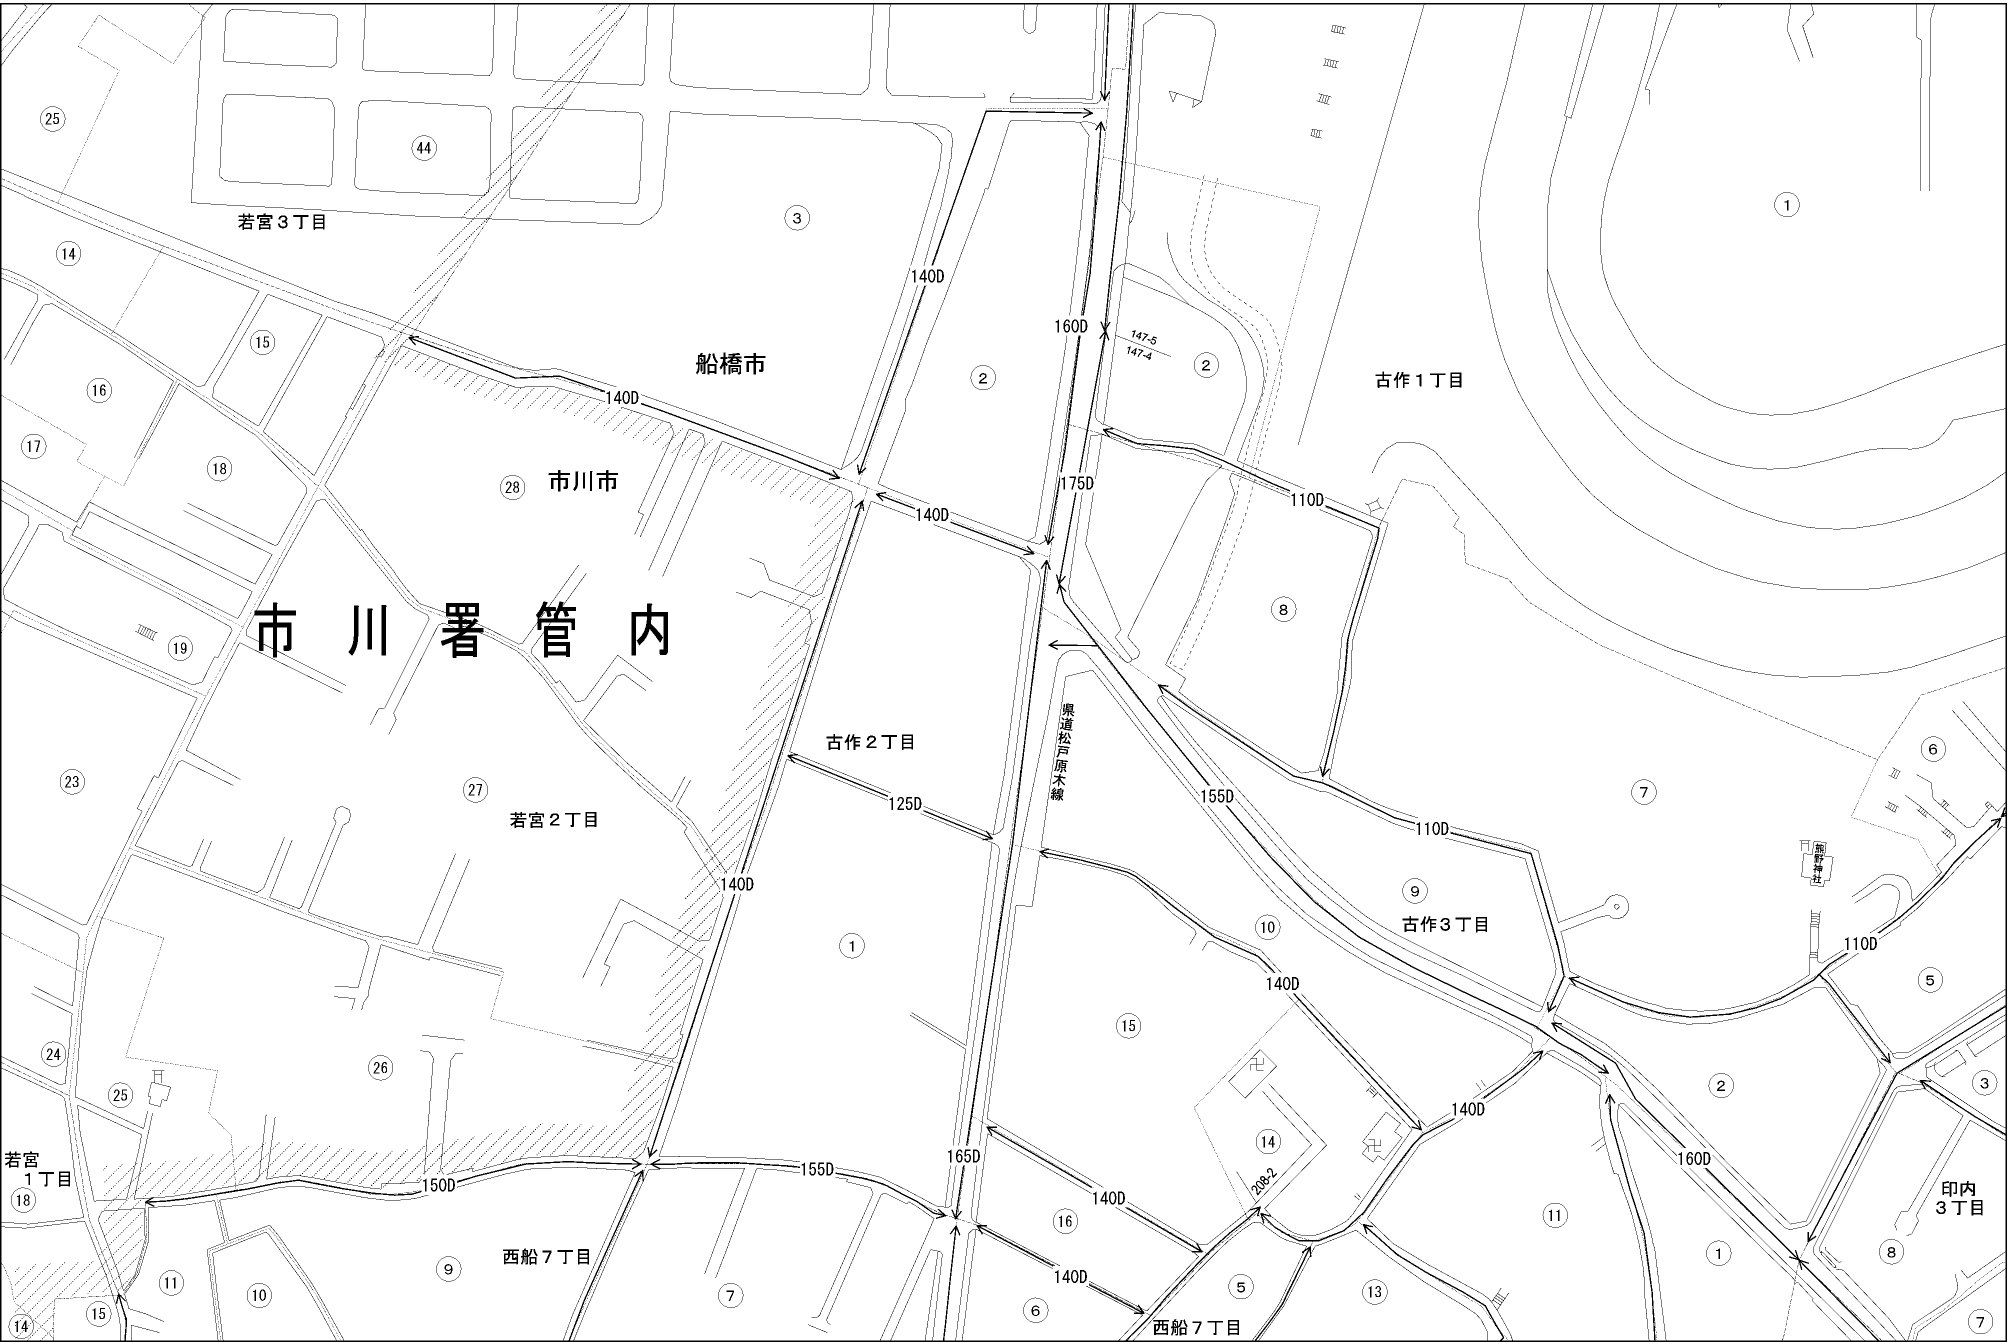 25
44
若宮３丁目
3
1
14
140D
160D
15
147-5
147-4
2
船橋市
2
古作１丁目
16
140D
17
18
28
市川市
175D
110D
140D
8
市川署管内
19
県道松戸原木線
古作２丁目
6
23
27
125D
155D
7
若宮２丁目
110D
熊野神社
140D
9
古作３丁目
10
1
110D
140D
5
15
24
26
25
2
3
140D
14
若宮
１丁目
165D
160D
155D
150D
208-2
18
140D
印内
３丁目
16
11
西船７丁目
1
8
9
11
140D
5
10
7
13
15
6
14
西船７丁目
7